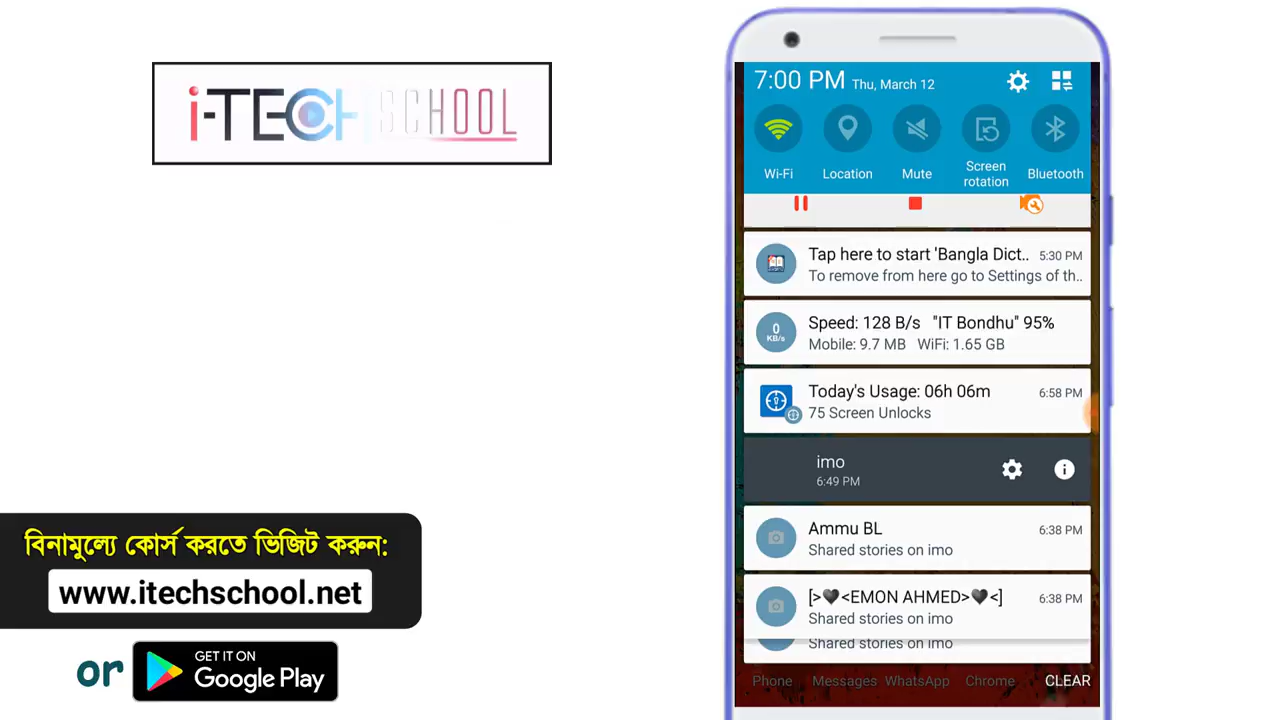 i-TECH SCHOOL
7:00 PM Thu, March 12
Wi-Fi
Location
Mute
Screen rotation
Bluetooth
Tap here to start 'Bangla Dict.. 5:30 PM
To remove from here go to Settings of th..
0 KB/s
Speed: 128 B/s "IT Bondhu" 95%
Mobile: 9.7 MB WiFi: 1.65 GB
Today's Usage: 06h 06m 6:58 PM
75 Screen Unlocks
imo
6:49 PM
Ammu BL 6:38 PM
Shared stories on imo
[>🖤<EMON AHMED>🖤<] 6:38 PM
Shared stories on imo
Shared stories on imo
Phone Messages WhatsApp Chrome CLEAR
বিনামূল্যে কোর্স করতে ভিজিট করুন:
www.itechschool.net
or GET IT ON
Google Play